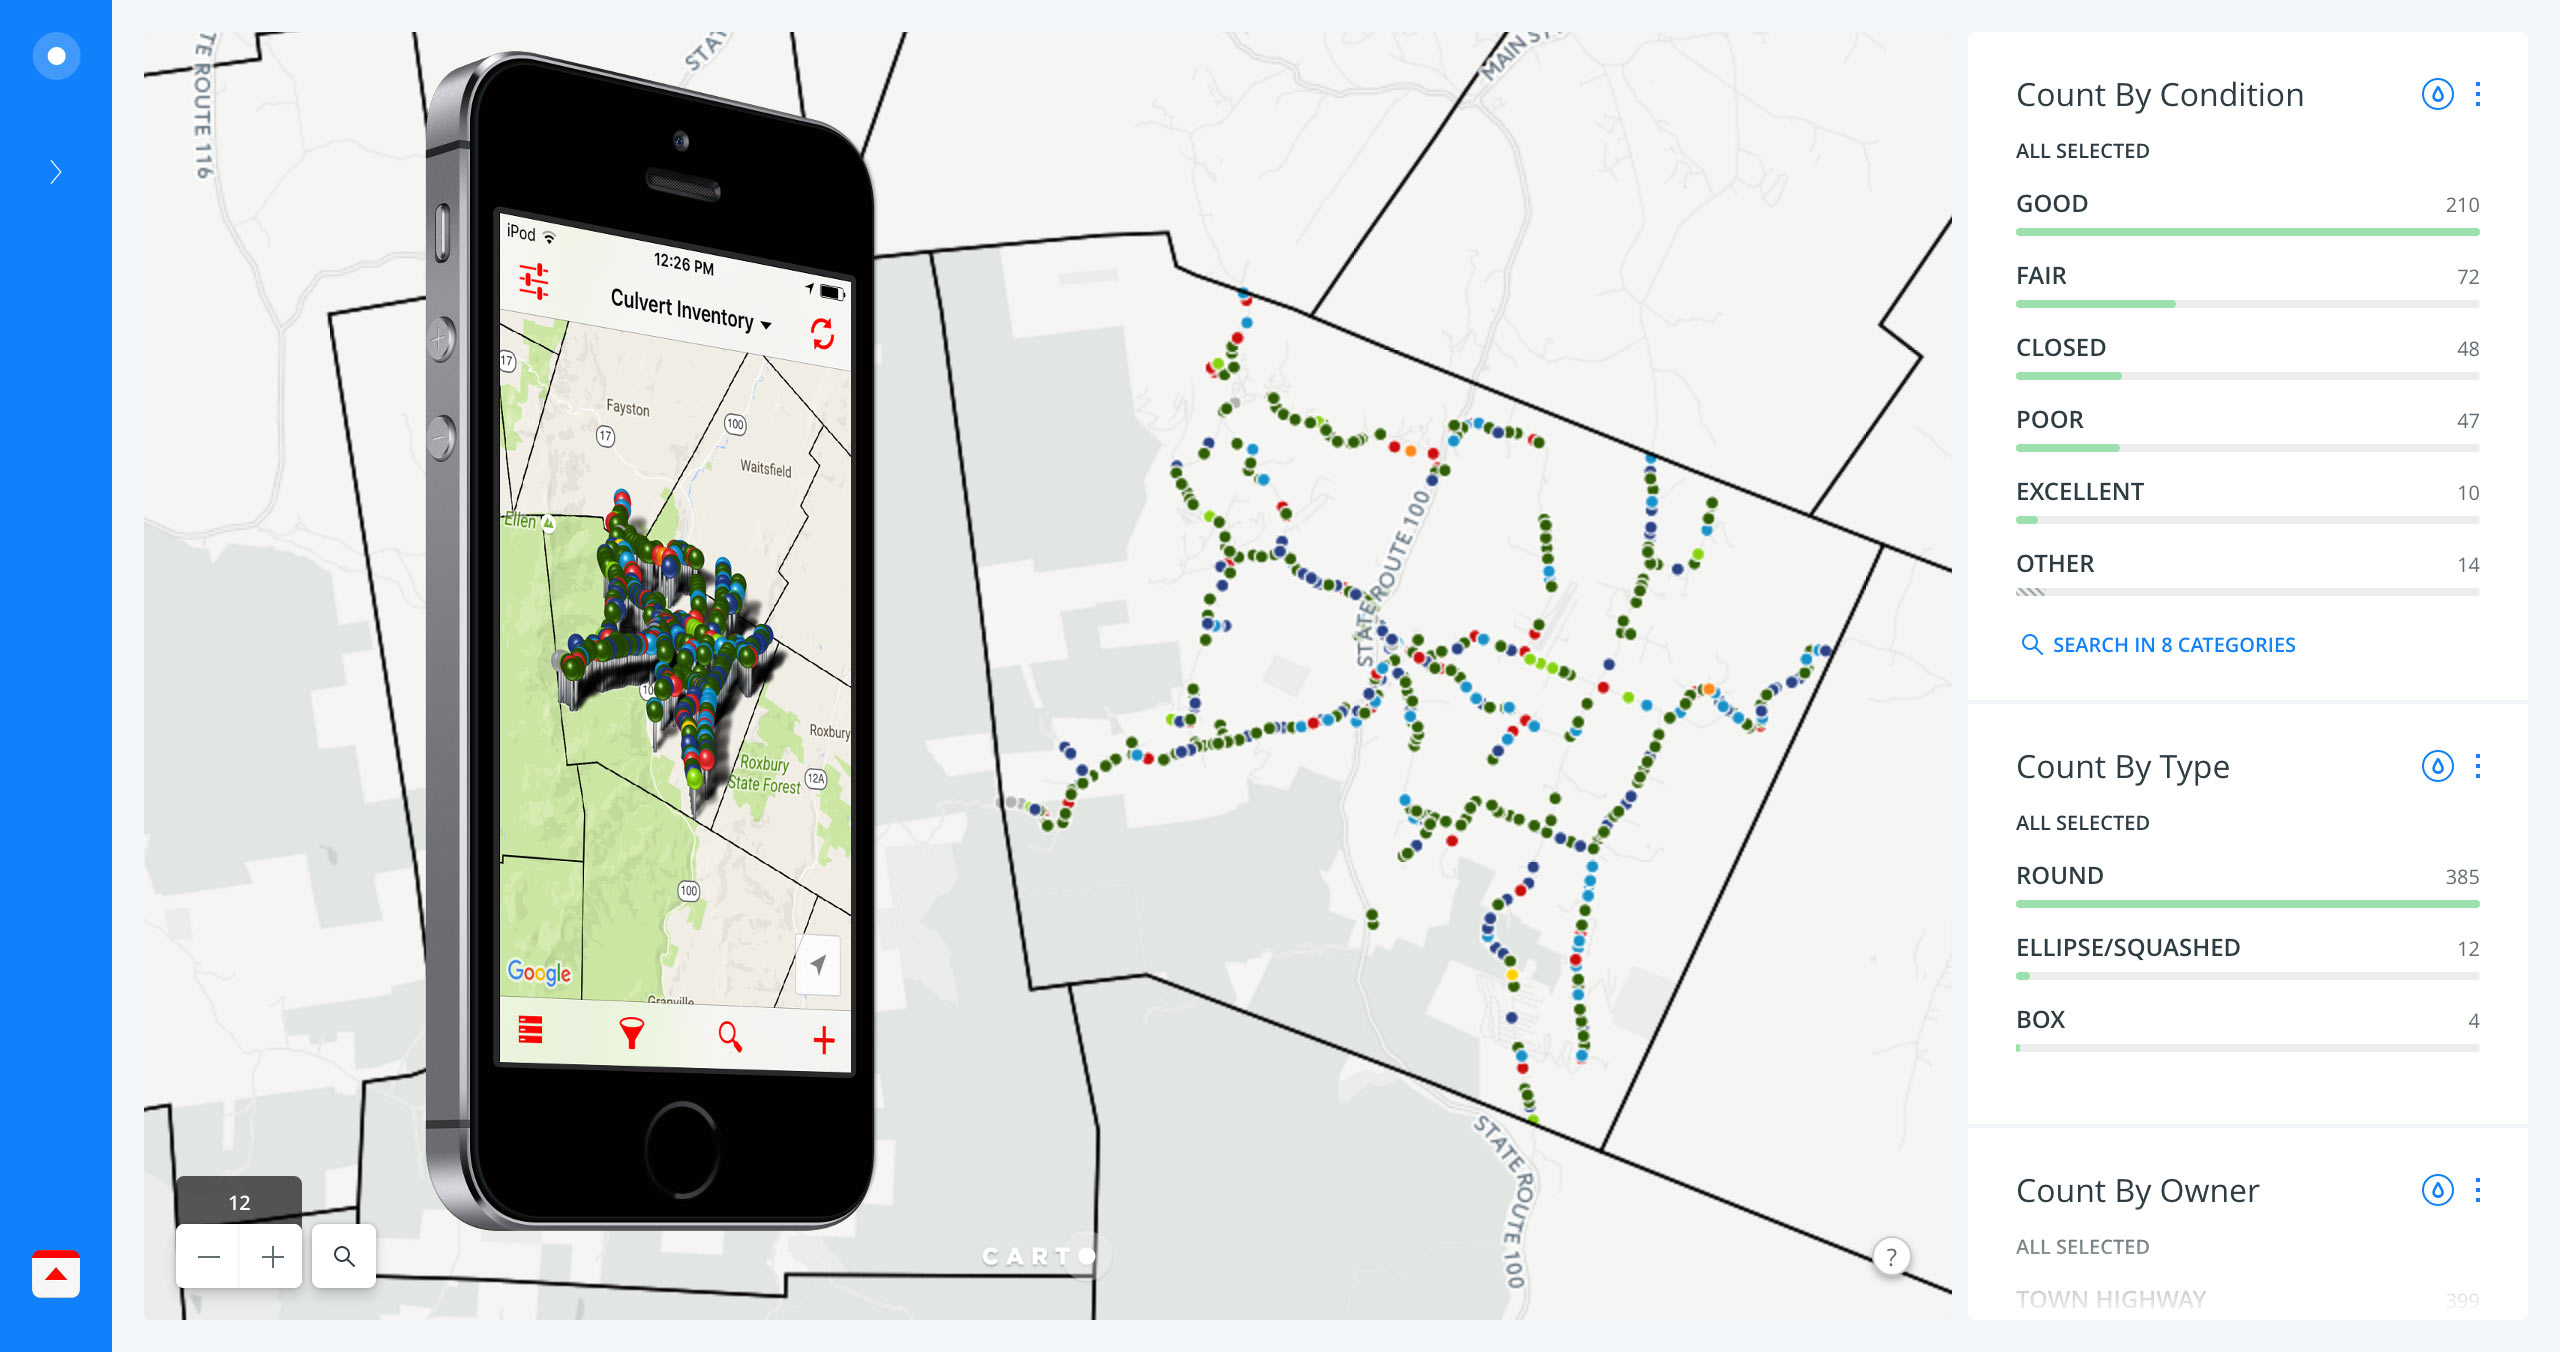 TE ROUTE 116
STAT
MAIN ST
iPod
12:26 PM
Culvert Inventory
17
Fayston
17
100
Waitsfield
Ellen
10
Roxbury
Roxbury
State Forest
12A
100
Google
Granville
STATE ROUTE 100
STATE ROUTE 100
12
CARTO
?
Count By Condition
ALL SELECTED
GOOD 210
FAIR 72
CLOSED 48
POOR 47
EXCELLENT 10
OTHER 14
SEARCH IN 8 CATEGORIES
Count By Type
ALL SELECTED
ROUND 385
ELLIPSE/SQUASHED 12
BOX 4
Count By Owner
ALL SELECTED
TOWN HIGHWAY 399